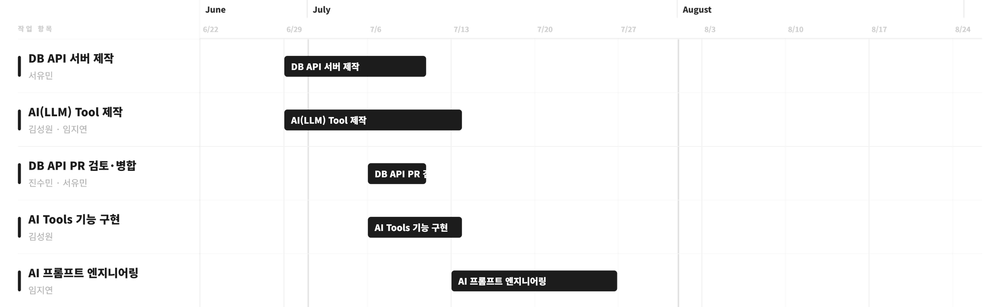 June July August
작업 항목 6/22 6/29 7/6 7/13 7/20 7/27 8/3 8/10 8/17 8/24
DB API 서버 제작
서유민
DB API 서버 제작
AI(LLM) Tool 제작
김성원 · 임지연
AI(LLM) Tool 제작
DB API PR 검토·병합
진수민 · 서유민
DB API PR
AI Tools 기능 구현
김성원
AI Tools 기능 구현
AI 프롬프트 엔지니어링
임지연
AI 프롬프트 엔지니어링